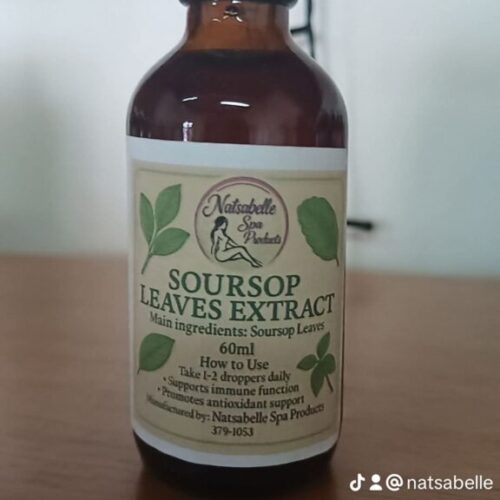 Natsabelle
Spa
Products
SOURSOP
LEAVES EXTRACT
Main ingredients: Soursop Leaves
60ml
How to Use
Take 1-2 droppers daily
• Supports immune function
• Promotes antioxidant support
Manufactured by: Natsabelle Spa Products
379-1053
@natsabelle